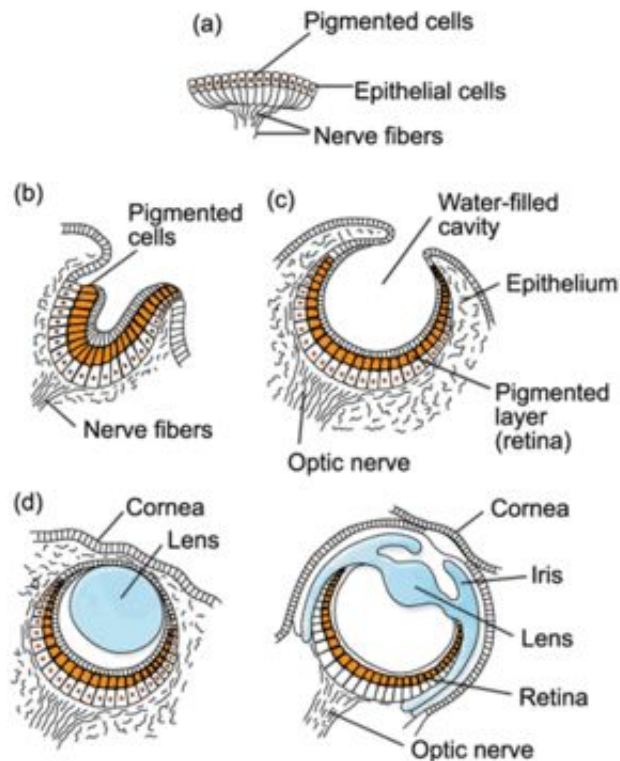 (a)
Pigmented cells
Epithelial cells
Nerve fibers
(b)
Pigmented
cells
Nerve fibers
(c)
Water-filled
cavity
Epithelium
Pigmented
layer
(retina)
Optic nerve
(d)
Cornea
Lens
Cornea
Iris
Lens
Retina
Optic nerve